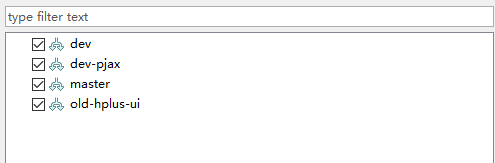 type filter text
dev
dev-pjax
master
old-hplus-ui